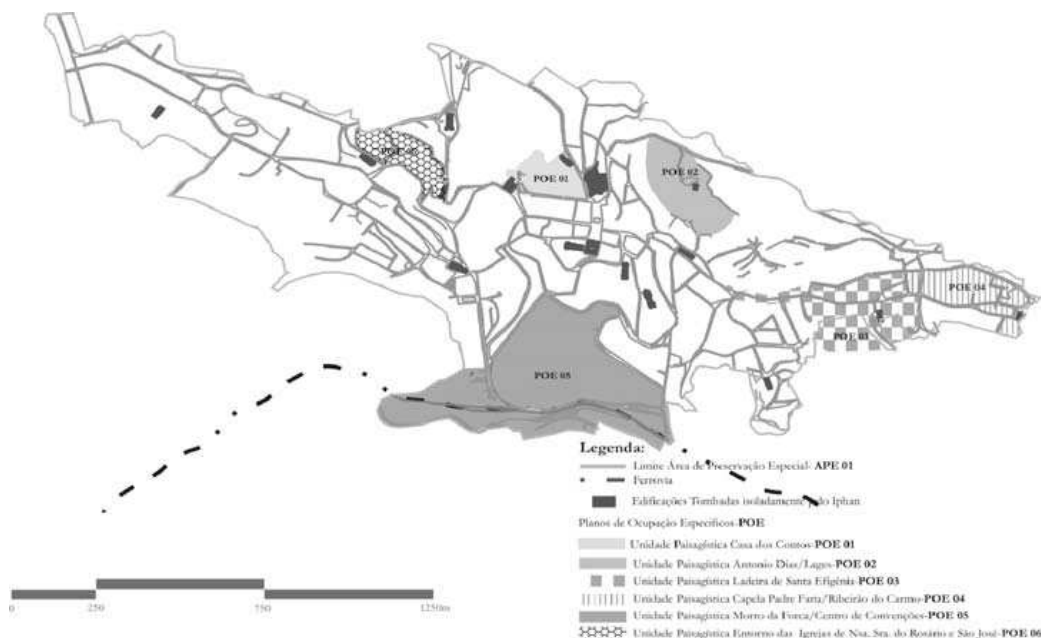 POE 06
POE 01
POE 02
POE 04
POE 03
POE 05
Legenda:
Limite Área de Preservação Especial- APE 01
Ferrovia
Edificações Tombadas isoladamente pelo Iphan
Planos de Ocupação Específicos-POE
Unidade Paisagística Casa dos Contos-POE 01
Unidade Paisagística Antonio Dias/Lages-POE 02
Unidade Paisagística Ladeira de Santa Efigênia-POE 03
Unidade Paisagística Capela Padre Faria/Ribeirão do Carmo-POE 04
Unidade Paisagística Morro da Forca/Centro de Convenções-POE 05
Unidade Paisagística Entorno das Igrejas de Nsa. Sra. do Rosário e São José-POE 06
0 250 750 1250m